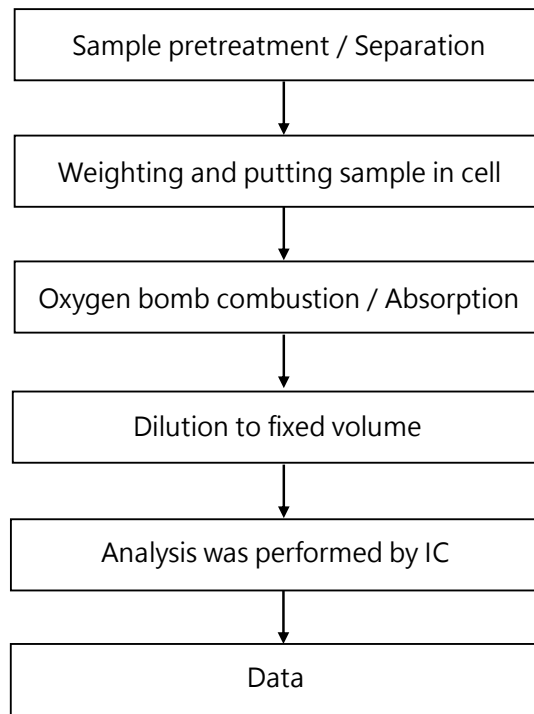 Sample pretreatment / Separation
Weighting and putting sample in cell
Oxygen bomb combustion / Absorption
Dilution to fixed volume
Analysis was performed by IC
Data